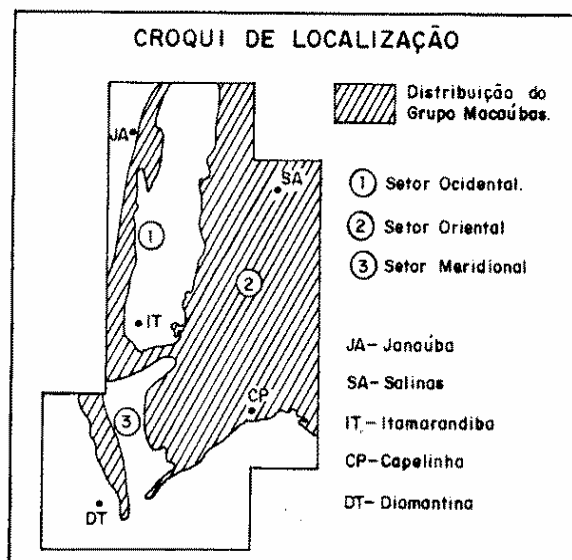 CROQUI DE LOCALIZAÇÃO
Distribuição do
Grupo Macaúbas.
JA
SA
1 Setor Ocidental.
2 Setor Oriental
3 Setor Meridional
1
2
IT
JA- Janaúba
SA- Salinas
CP
3
IT.- Itamarandiba
CP-Capelinha
DT
DT- Diamantina